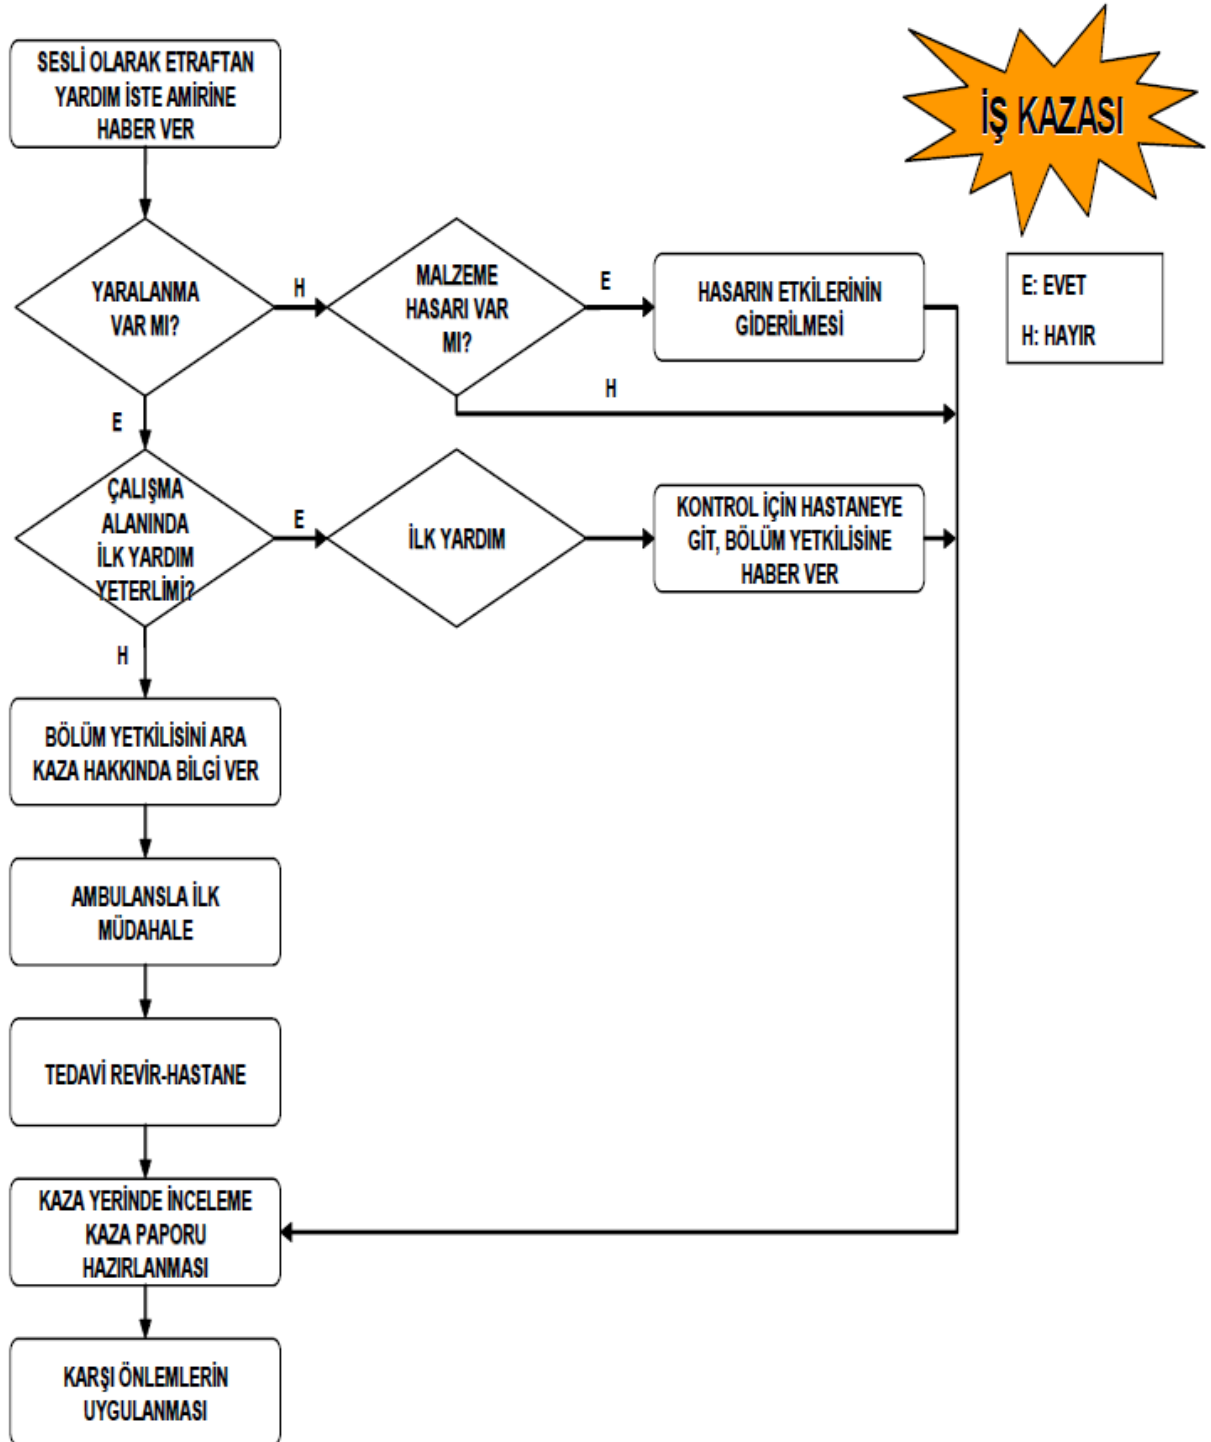 SESLİ OLARAK ETRAFTAN
YARDIM İSTE AMİRİNE
HABER VER
İŞ KAZASI
YARALANMA
VAR MI?
H
MALZEME
HASARI VAR
MI?
E
HASARIN ETKİLERİNİN
GİDERİLMESİ
E: EVET
H: HAYIR
H
E
ÇALIŞMA
ALANINDA
İLK YARDIM
YETERLİMİ?
E
İLK YARDIM
KONTROL İÇİN HASTANEYE
GİT, BÖLÜM YETKİLİSİNE
HABER VER
H
BÖLÜM YETKİLİSİNİ ARA
KAZA HAKKINDA BİLGİ VER
AMBULANSLA İLK
MÜDAHALE
TEDAVİ REVİR-HASTANE
KAZA YERİNDE İNCELEME
KAZA PAPORU
HAZIRLANMASI
KARŞI ÖNLEMLERİN
UYGULANMASI